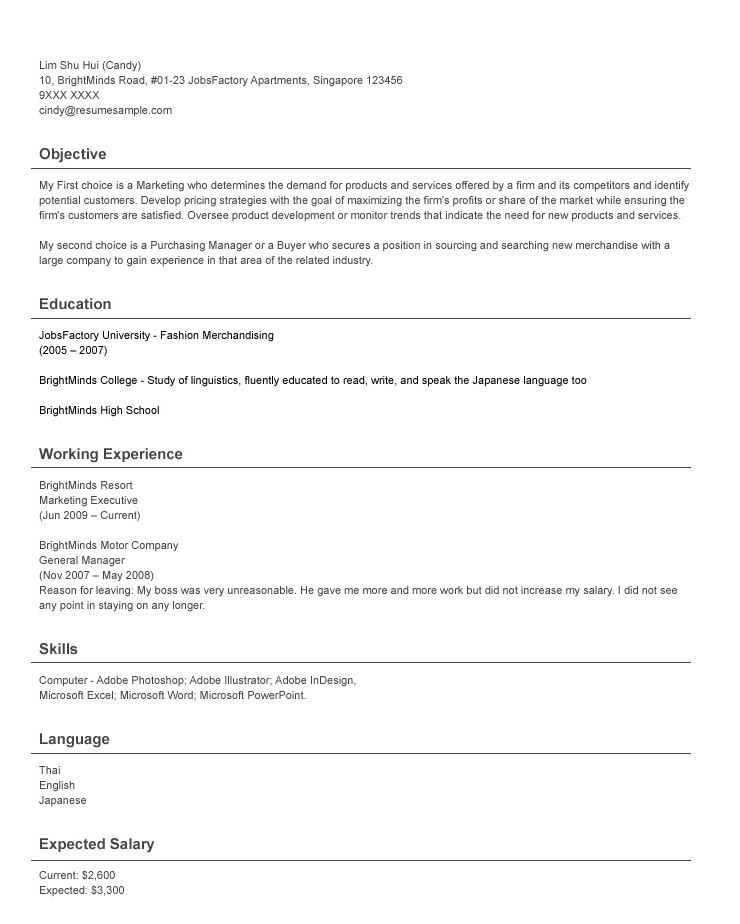 Lim Shu Hui (Candy)
10, BrightMinds Road, #01-23 JobsFactory Apartments, Singapore 123456
9XXX XXXX
cindy@resumesample.com
Objective
My First choice is a Marketing who determines the demand for products and services offered by a firm and its competitors and identify
potential customers. Develop pricing strategies with the goal of maximizing the firm's profits or share of the market while ensuring the
firm's customers are satisfied. Oversee product development or monitor trends that indicate the need for new products and services.
My second choice is a Purchasing Manager or a Buyer who secures a position in sourcing and searching new merchandise with a
large company to gain experience in that area of the related industry.
Education
JobsFactory University - Fashion Merchandising
(2005 – 2007)
BrightMinds College - Study of linguistics, fluently educated to read, write, and speak the Japanese language too
BrightMinds High School
Working Experience
BrightMinds Resort
Marketing Executive
(Jun 2009 – Current)
BrightMinds Motor Company
General Manager
(Nov 2007 – May 2008)
Reason for leaving: My boss was very unreasonable. He gave me more and more work but did not increase my salary. I did not see
any point in staying on any longer.
Skills
Computer - Adobe Photoshop; Adobe Illustrator; Adobe InDesign,
Microsoft Excel; Microsoft Word; Microsoft PowerPoint.
Language
Thai
English
Japanese
Expected Salary
Current: $2,600
Expected: $3,300